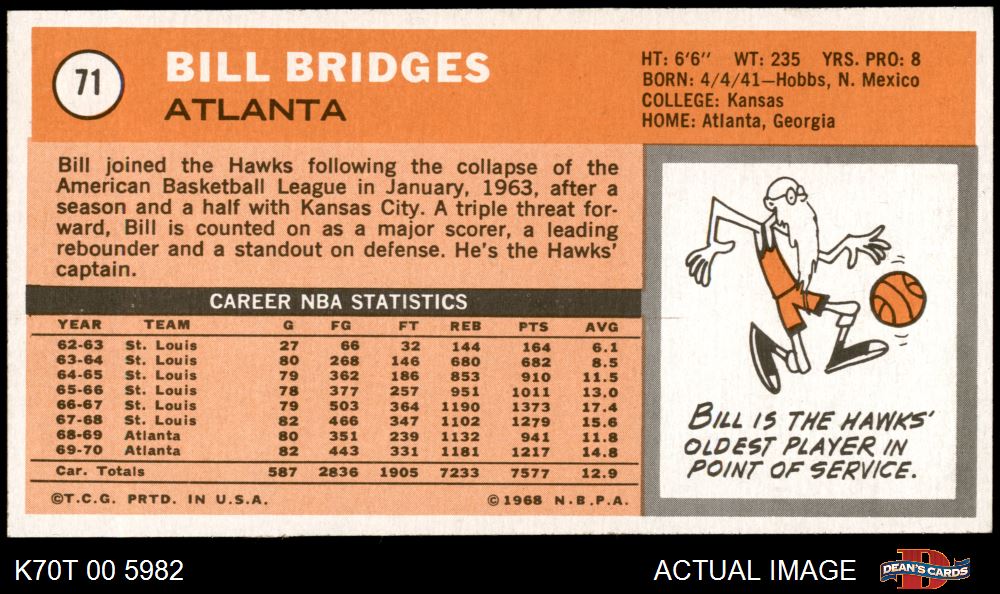 71
BILL BRIDGES
ATLANTA
HT: 6'6" WT: 235 YRS. PRO: 8
BORN: 4/4/41—Hobbs, N. Mexico
COLLEGE: Kansas
HOME: Atlanta, Georgia
Bill joined the Hawks following the collapse of the
American Basketball League in January, 1963, after a
season and a half with Kansas City. A triple threat for-
ward, Bill is counted on as a major scorer, a leading
rebounder and a standout on defense. He's the Hawks'
captain.
CAREER NBA STATISTICS
YEAR TEAM G FG FT REB PTS AVG
62-63 St. Louis 27 66 32 144 164 6.1
63-64 St. Louis 80 268 146 680 682 8.5
64-65 St. Louis 79 362 186 853 910 11.5
65-66 St. Louis 78 377 257 951 1011 13.0
66-67 St. Louis 79 503 364 1190 1373 17.4
67-68 St. Louis 82 466 347 1102 1279 15.6
68-69 Atlanta 80 351 239 1132 941 11.8
69-70 Atlanta 82 443 331 1181 1217 14.8
Car. Totals 587 2836 1905 7233 7577 12.9
©T.C.G. PRTD. IN U.S.A. ©1968 N.B.P.A.
BILL IS THE HAWKS'
OLDEST PLAYER IN
POINT OF SERVICE.
K70T 00 5982
ACTUAL IMAGE
D
DEAN'S CARDS